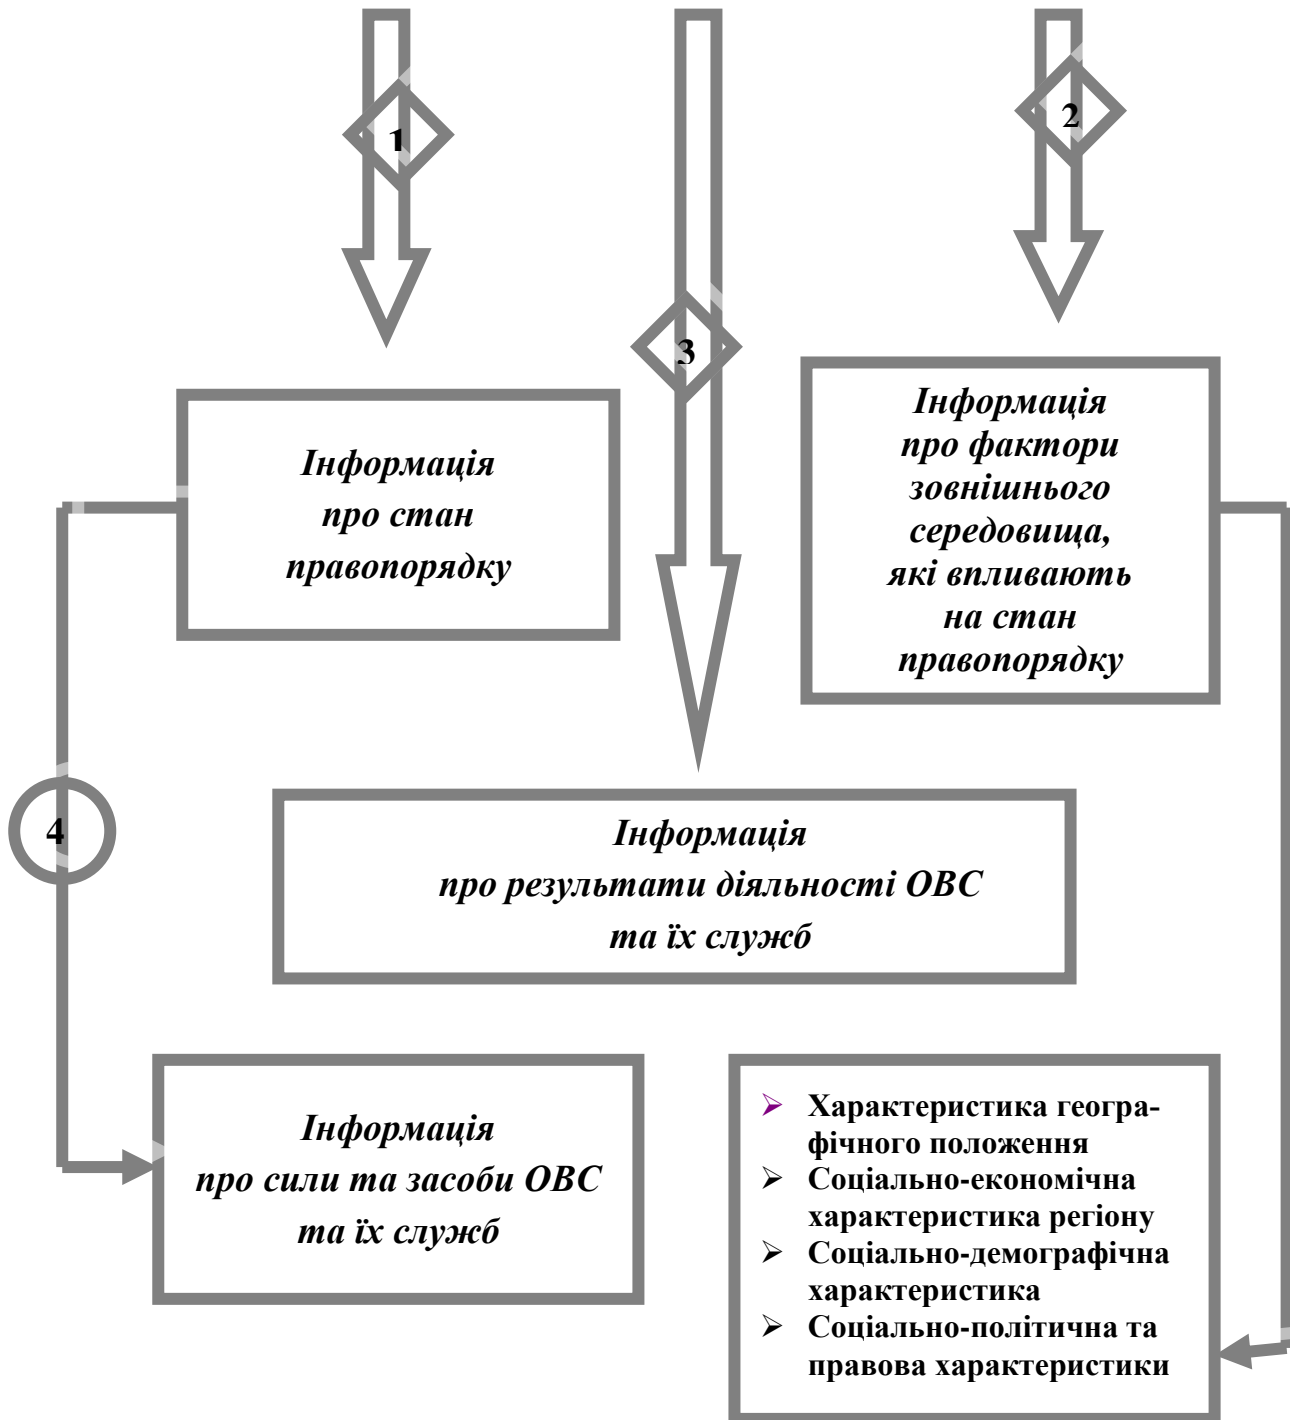 1
2
3
Інформація
про стан
правопорядку
Інформація
про фактори
зовнішнього
середовища,
які впливають
на стан
правопорядку
4
Інформація
про результати діяльності ОВС
та їх служб
Інформація
про сили та засоби ОВС
та їх служб
➢ Характеристика геогра-
фічного положення
➢ Соціально-економічна
характеристика регіону
➢ Соціально-демографічна
характеристика
➢ Соціально-політична та
правова характеристики